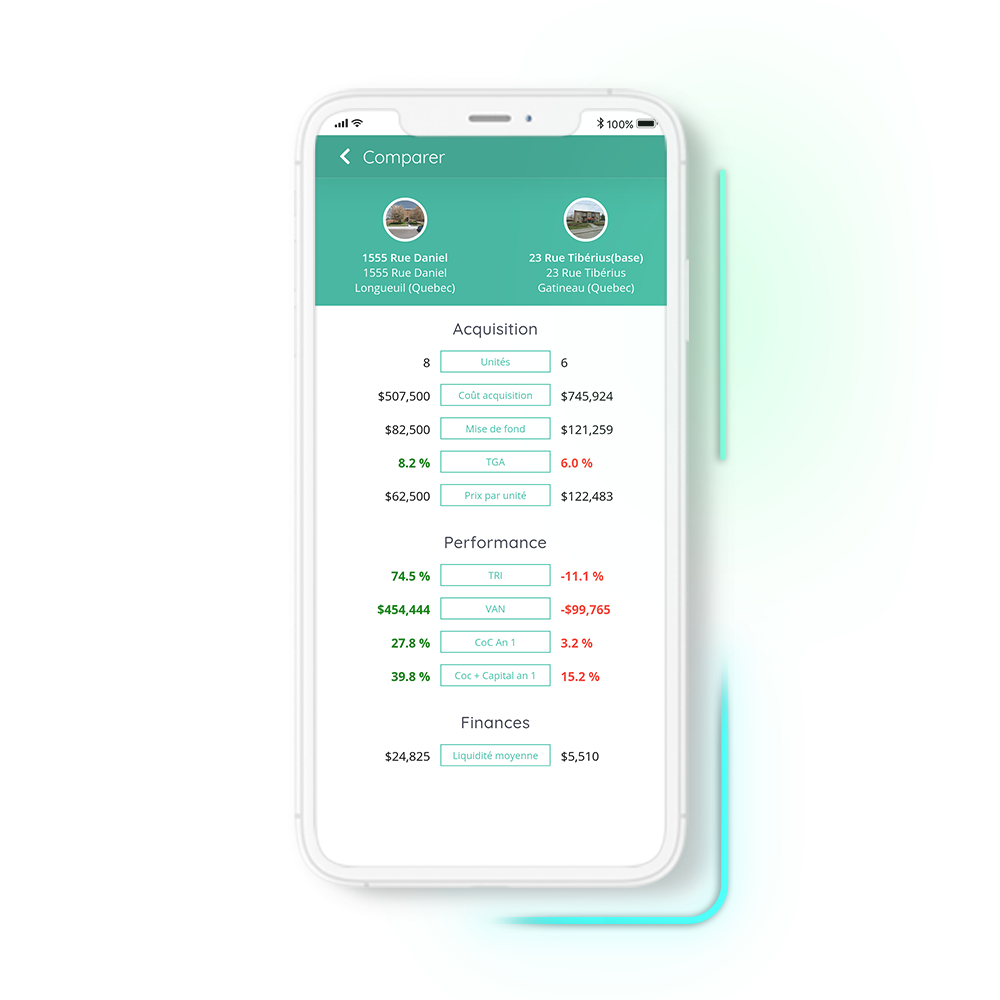 100%
Comparer
1555 Rue Daniel
1555 Rue Daniel
Longueuil (Quebec)
23 Rue Tibérius(base)
23 Rue Tibérius
Gatineau (Quebec)
Acquisition
8 Unités 6
$507,500 Coût acquisition $745,924
$82,500 Mise de fond $121,259
8.2 % TGA 6.0 %
$62,500 Prix par unité $122,483
Performance
74.5 % TRI -11.1 %
$454,444 VAN -$99,765
27.8 % CoC An 1 3.2 %
39.8 % Coc + Capital an 1 15.2 %
Finances
$24,825 Liquidité moyenne $5,510